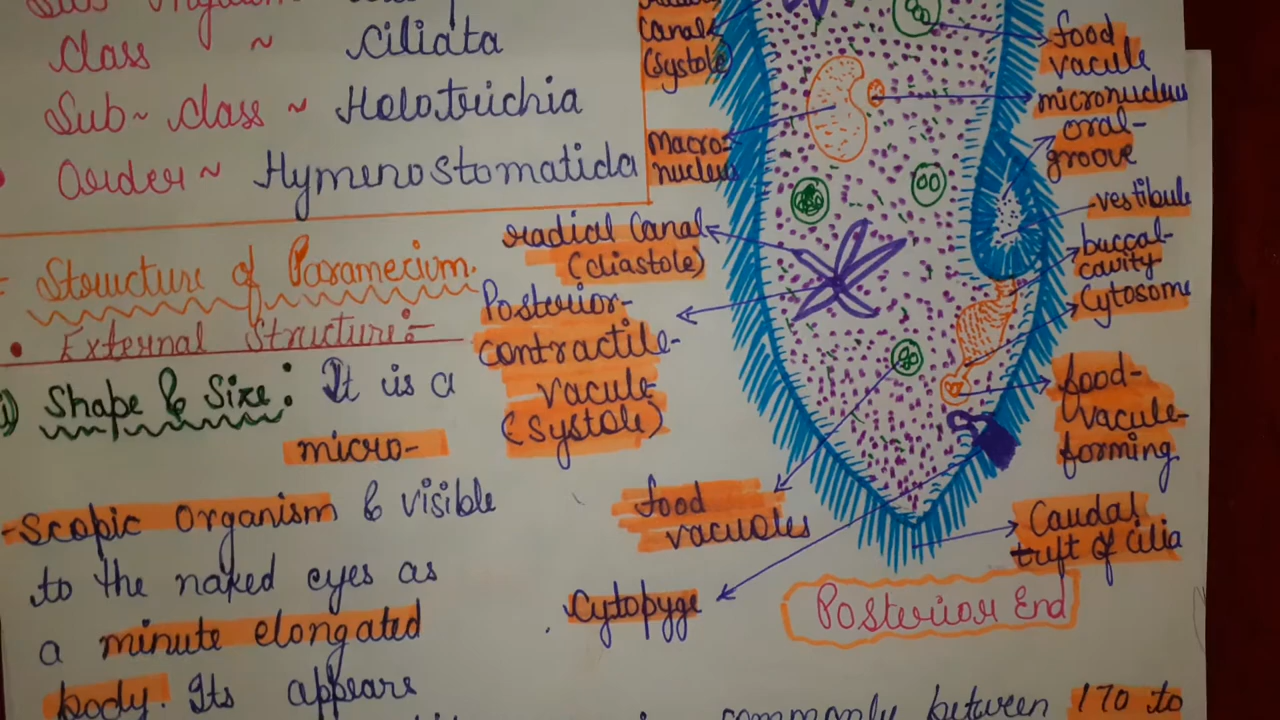 Class ~ Ciliata
Sub~ class ~ Holotrichia
Order ~ Hymenostomatida
Structure of Paramecium.
• External Structure:-
i) Shape & Size: It is a
micro-
-scopic organism & visible
to the naked eyes as
a minute elongated
body. Its appears
commonly between 170 to
Canal
(systole)
Macro-
nucleus
radial Canal
(diastole)
Posterior-
contractile-
vacule
(systole)
food
vacuoles
Cytopyge
food
vacule
micronucleus
oral-
groove
vestibule
buccal-
cavity
Cytosome
food-
vacule-
forming
Caudal
truft of cilia
Posterior End